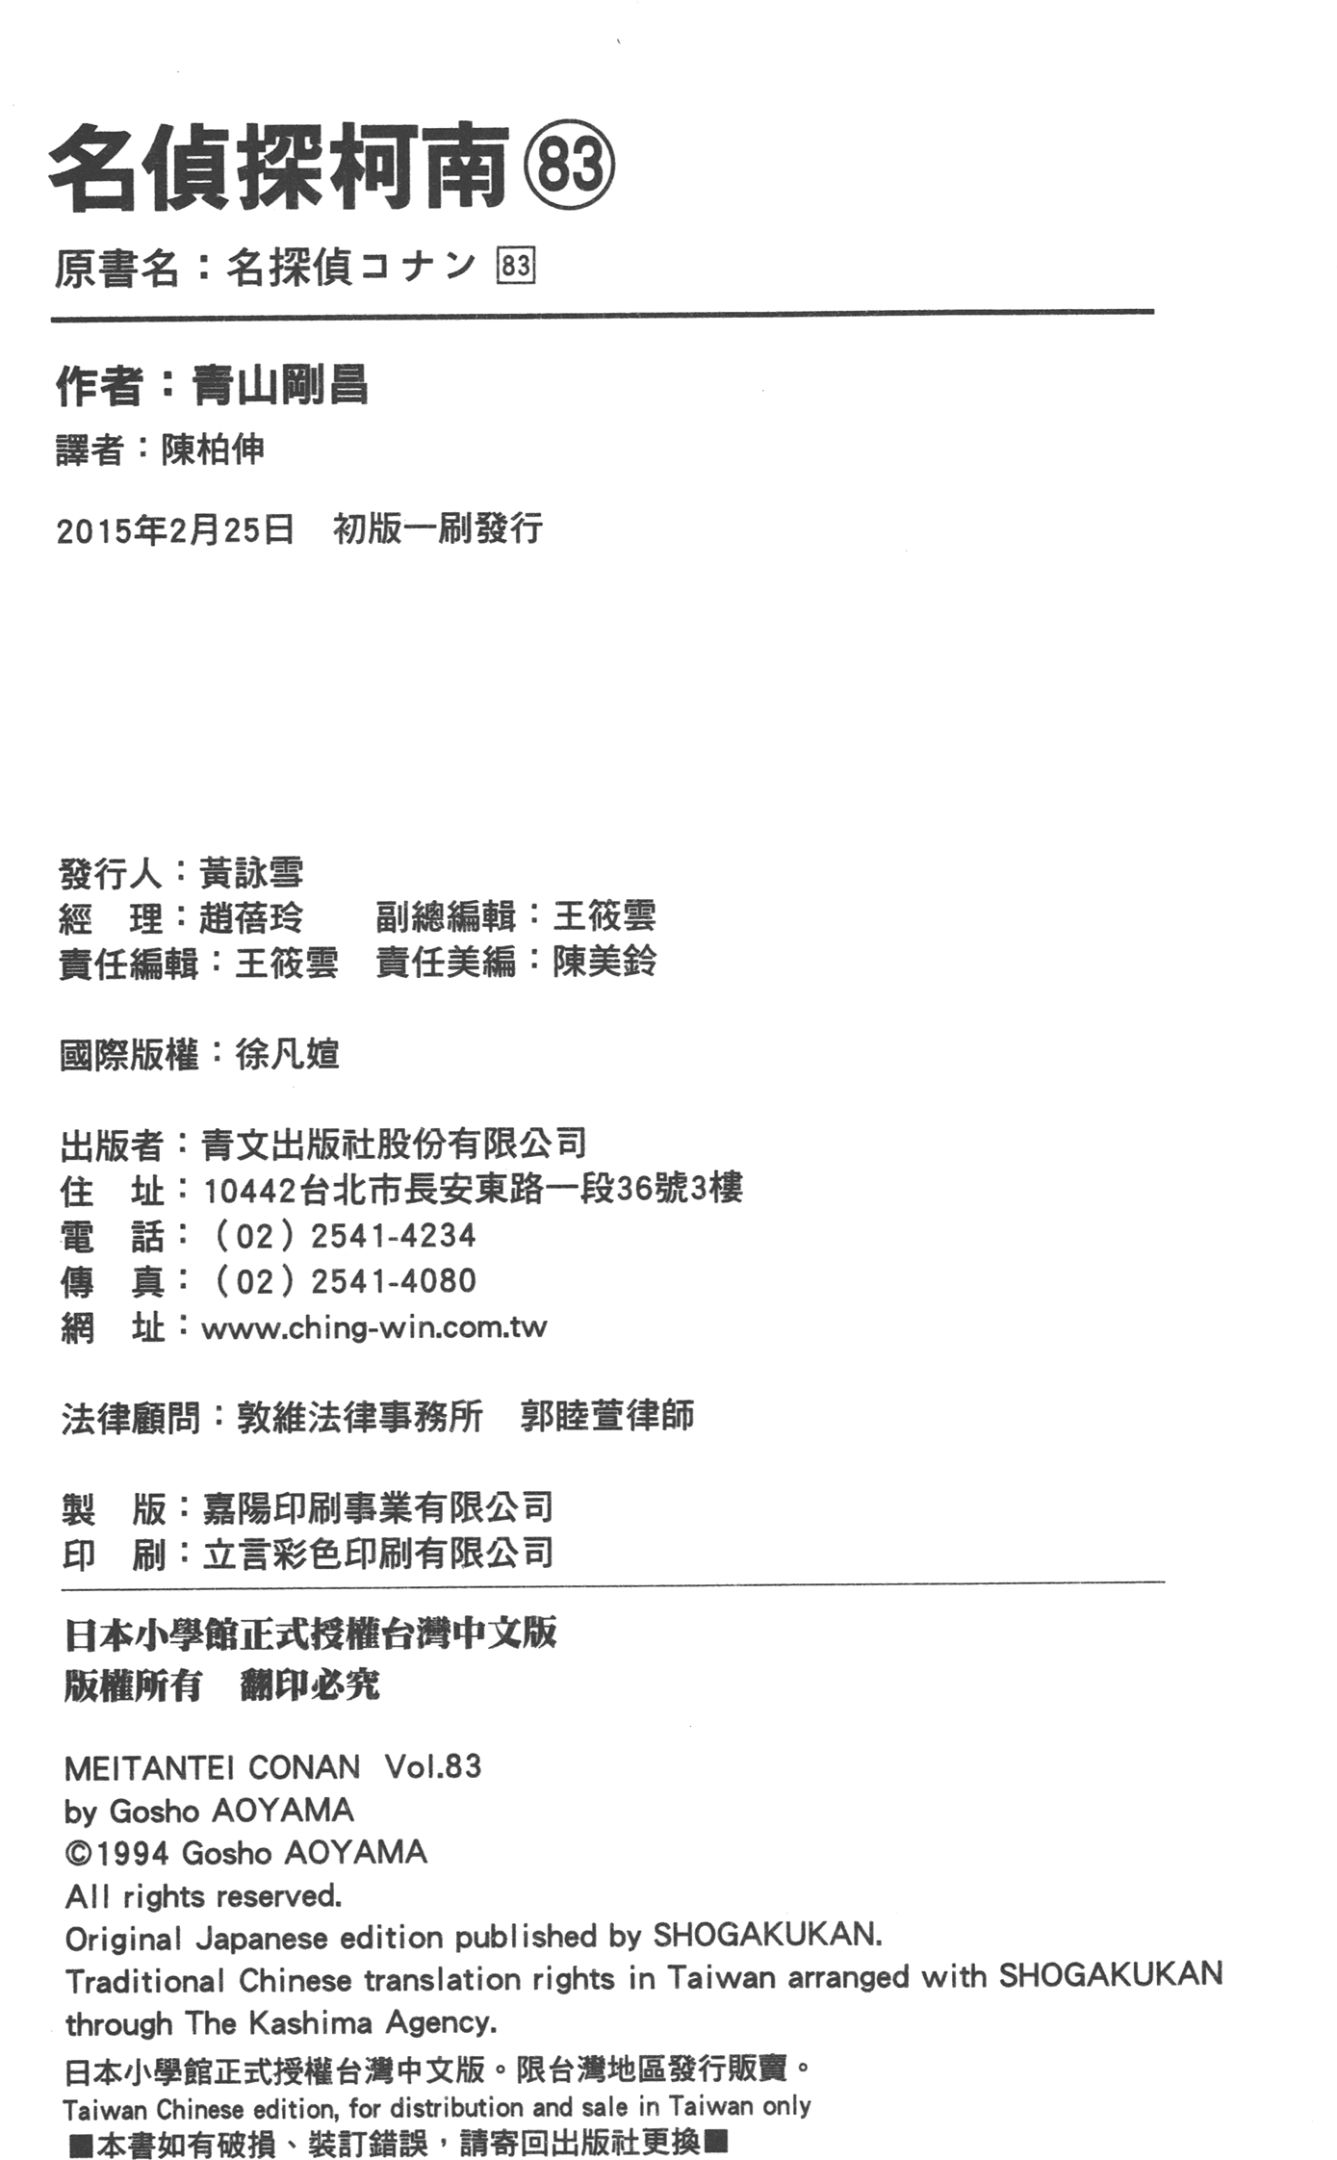 名偵探柯南83
原書名：名探偵コナン 83
作者：青山剛昌
譯者：陳柏伸
2015年2月25日　初版一刷發行
發行人：黃詠雪
經　理：趙蓓玲　　副總編輯：王筱雲
責任編輯：王筱雲　責任美編：陳美鈴
國際版權：徐凡媗
出版者：青文出版社股份有限公司
住　址：10442台北市長安東路一段36號3樓
電　話：（02）2541-4234
傳　真：（02）2541-4080
網　址：www.ching-win.com.tw
法律顧問：敦維法律事務所　郭睦萱律師
製　版：嘉陽印刷事業有限公司
印　刷：立言彩色印刷有限公司
日本小學館正式授權台灣中文版
版權所有　翻印必究
MEITANTEI CONAN Vol.83
by Gosho AOYAMA
©1994 Gosho AOYAMA
All rights reserved.
Original Japanese edition published by SHOGAKUKAN.
Traditional Chinese translation rights in Taiwan arranged with SHOGAKUKAN
through The Kashima Agency.
日本小學館正式授權台灣中文版。限台灣地區發行販賣。
Taiwan Chinese edition, for distribution and sale in Taiwan only
■本書如有破損、裝訂錯誤，請寄回出版社更換■